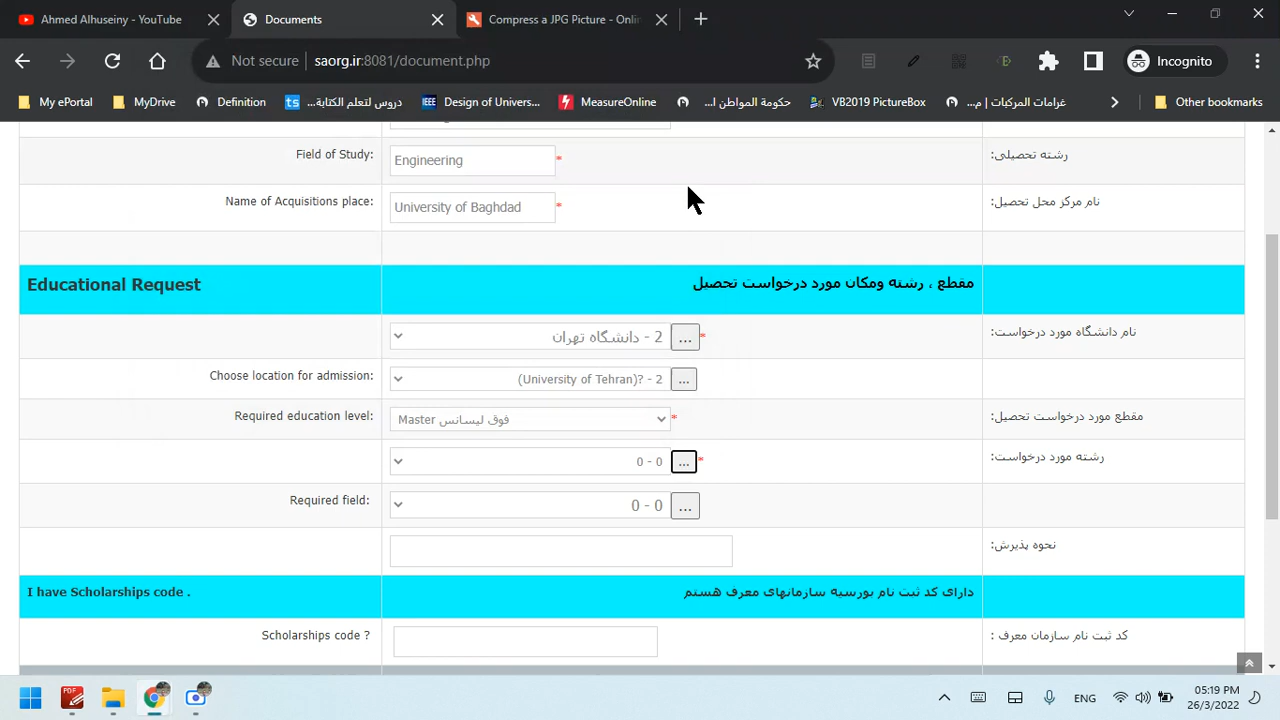 Ahmed Alhuseiny - YouTube
Documents
Compress a JPG Picture - Onlin
Not secure
saorg.ir:8081/document.php
Incognito
My ePortal
MyDrive
Definition
دروس لتعلم الكتابة...
Design of Univers...
MeasureOnline
حكومة المواطن ا...
VB2019 PictureBox
غرامات المركبات | م...
Other bookmarks
Field of Study:
Engineering
*
رشته تحصیلی:
Name of Acquisitions place:
University of Baghdad
*
نام مرکز محل تحصیل:
Educational Request
مقطع ، رشته ومکان مورد درخواست تحصیل
2 - دانشگاه تهران
...
*
نام دانشگاه مورد درخواست:
Choose location for admission:
(University of Tehran)? - 2
...
Required education level:
Master فوق لیسانس
*
مقطع مورد درخواست تحصیل:
0 - 0
...
*
رشته مورد درخواست:
Required field:
0 - 0
...
نحوه پذیرش:
I have Scholarships code .
دارای کد ثبت نام بورسیه سازمانهای معرف هستم
Scholarships code ?
کد ثبت نام سازمان معرف :
PDF
ENG
05:19 PM
26/3/2022